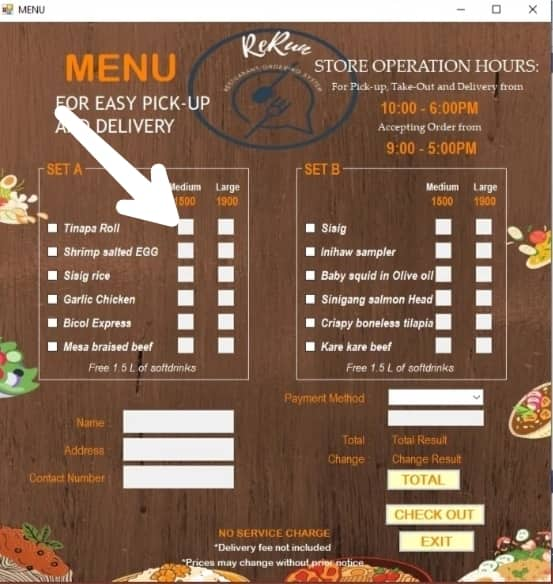 MENU
MENU
FOR EASY PICK-UP
AND DELIVERY
ReRun
RESTAURANT ORDERING SYSTEM
STORE OPERATION HOURS:
For Pick-up, Take-Out and Delivery from
10:00 - 6:00PM
Accepting Order from
9:00 - 5:00PM
SET A
Medium Large
1500 1900
Tinapa Roll
Shrimp salted EGG
Sisig rice
Garlic Chicken
Bicol Express
Mesa braised beef
Free 1.5 L of softdrinks
SET B
Medium Large
1500 1900
Sisig
inihaw sampler
Baby squid in Olive oil
Sinigang salmon Head
Crispy boneless tilapia
Kare kare beef
Free 1.5 L of softdrinks
Name :
Address :
Contact Number :
Payment Method :
Total : Total Result
Change : Change Result
TOTAL
CHECK OUT
EXIT
NO SERVICE CHARGE
*Delivery fee not included
*Prices may change without prior notice